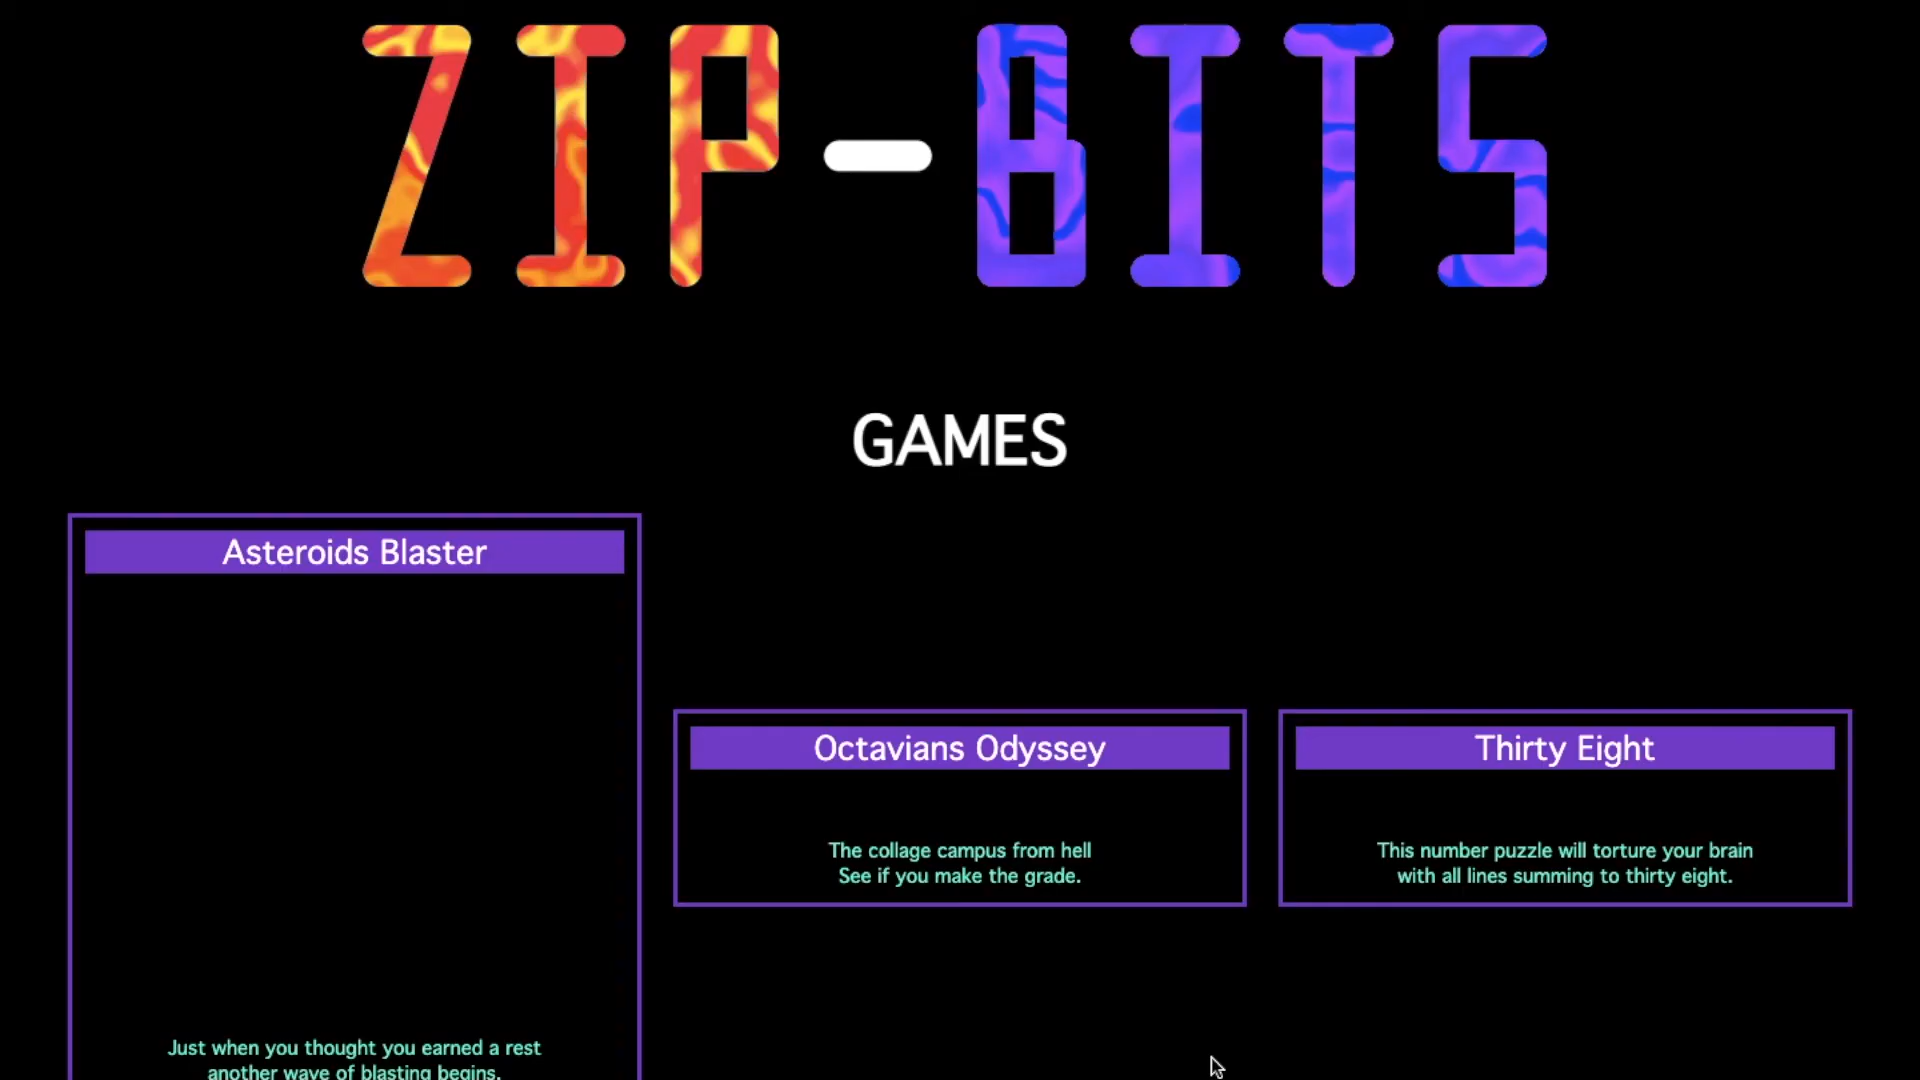 ZIP-BITS
GAMES
Asteroids Blaster
Just when you thought you earned a rest
another wave of blasting begins.
Octavians Odyssey
The collage campus from hell
See if you make the grade.
Thirty Eight
This number puzzle will torture your brain
with all lines summing to thirty eight.